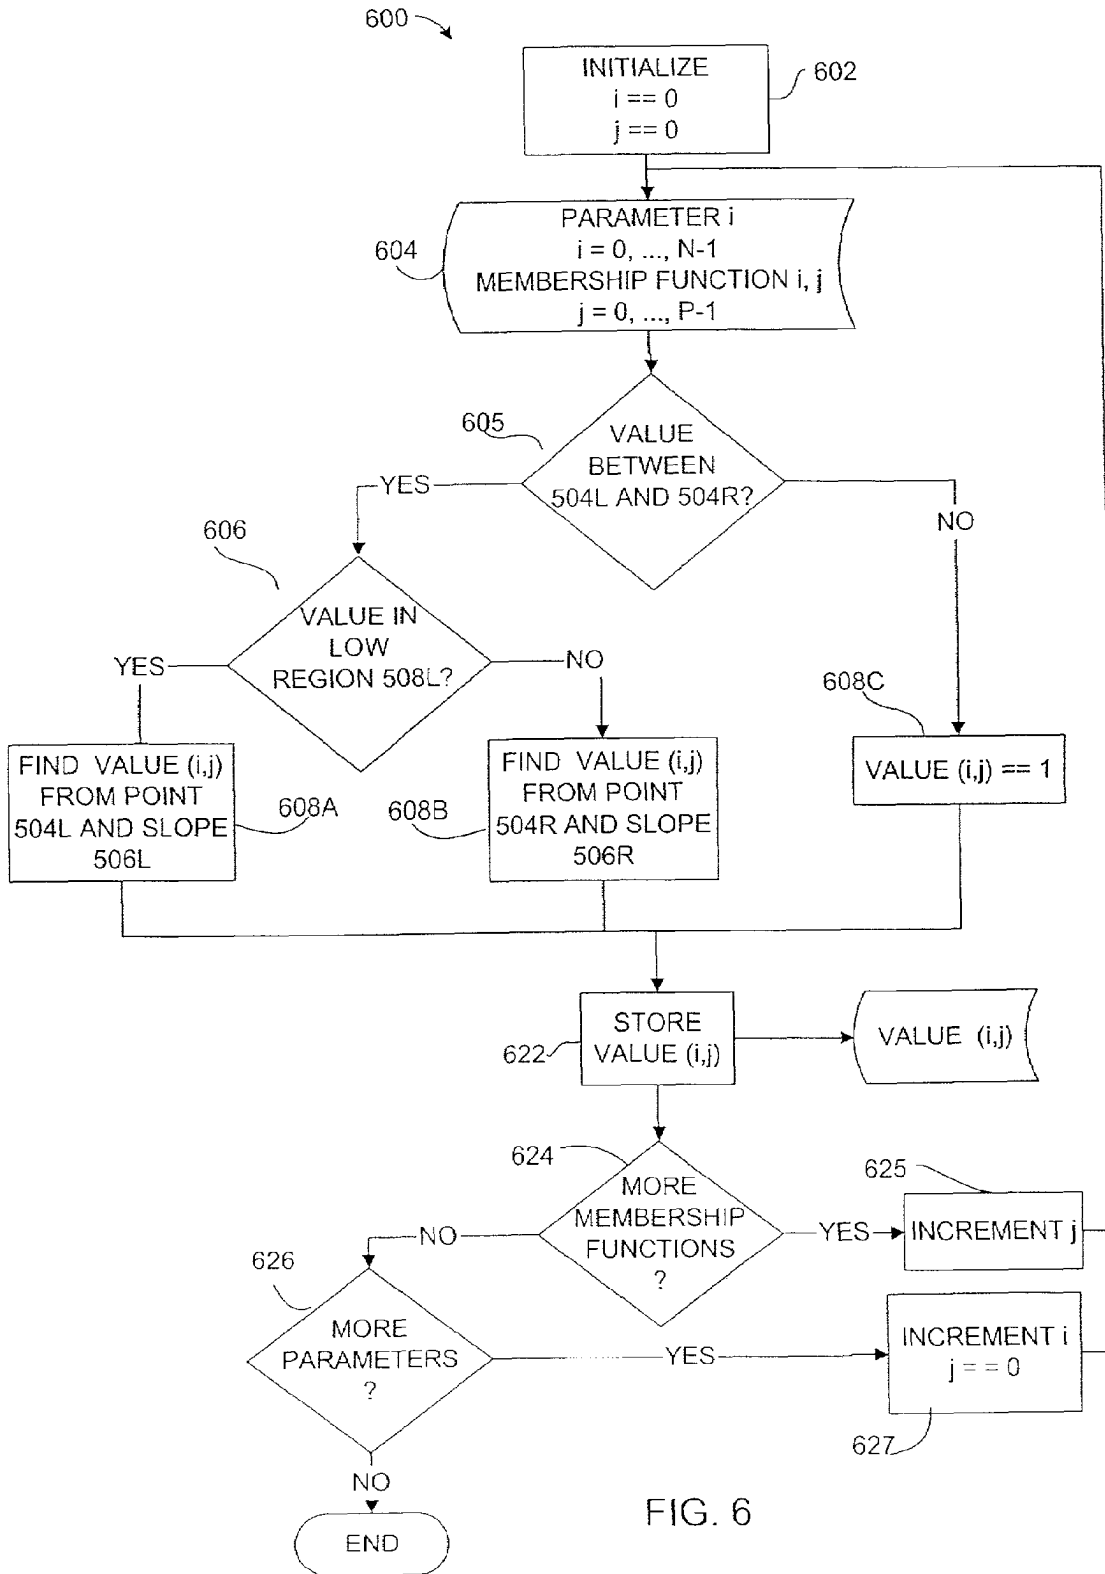 600
INITIALIZE
i == 0
j == 0
602
PARAMETER i
i = 0, ..., N-1
MEMBERSHIP FUNCTION i, j
j = 0, ..., P-1
604
605
VALUE
BETWEEN
504L AND 504R?
YES
NO
606
VALUE IN
LOW
REGION 508L?
YES
NO
608C
FIND VALUE (i,j)
FROM POINT
504L AND SLOPE
506L
608A
608B
FIND VALUE (i,j)
FROM POINT
504R AND SLOPE
506R
VALUE (i,j) == 1
622
STORE
VALUE (i,j)
VALUE (i,j)
624
MORE
MEMBERSHIP
FUNCTIONS
?
NO
YES
625
INCREMENT j
626
MORE
PARAMETERS
?
YES
INCREMENT i
j = = 0
627
NO
END
FIG. 6